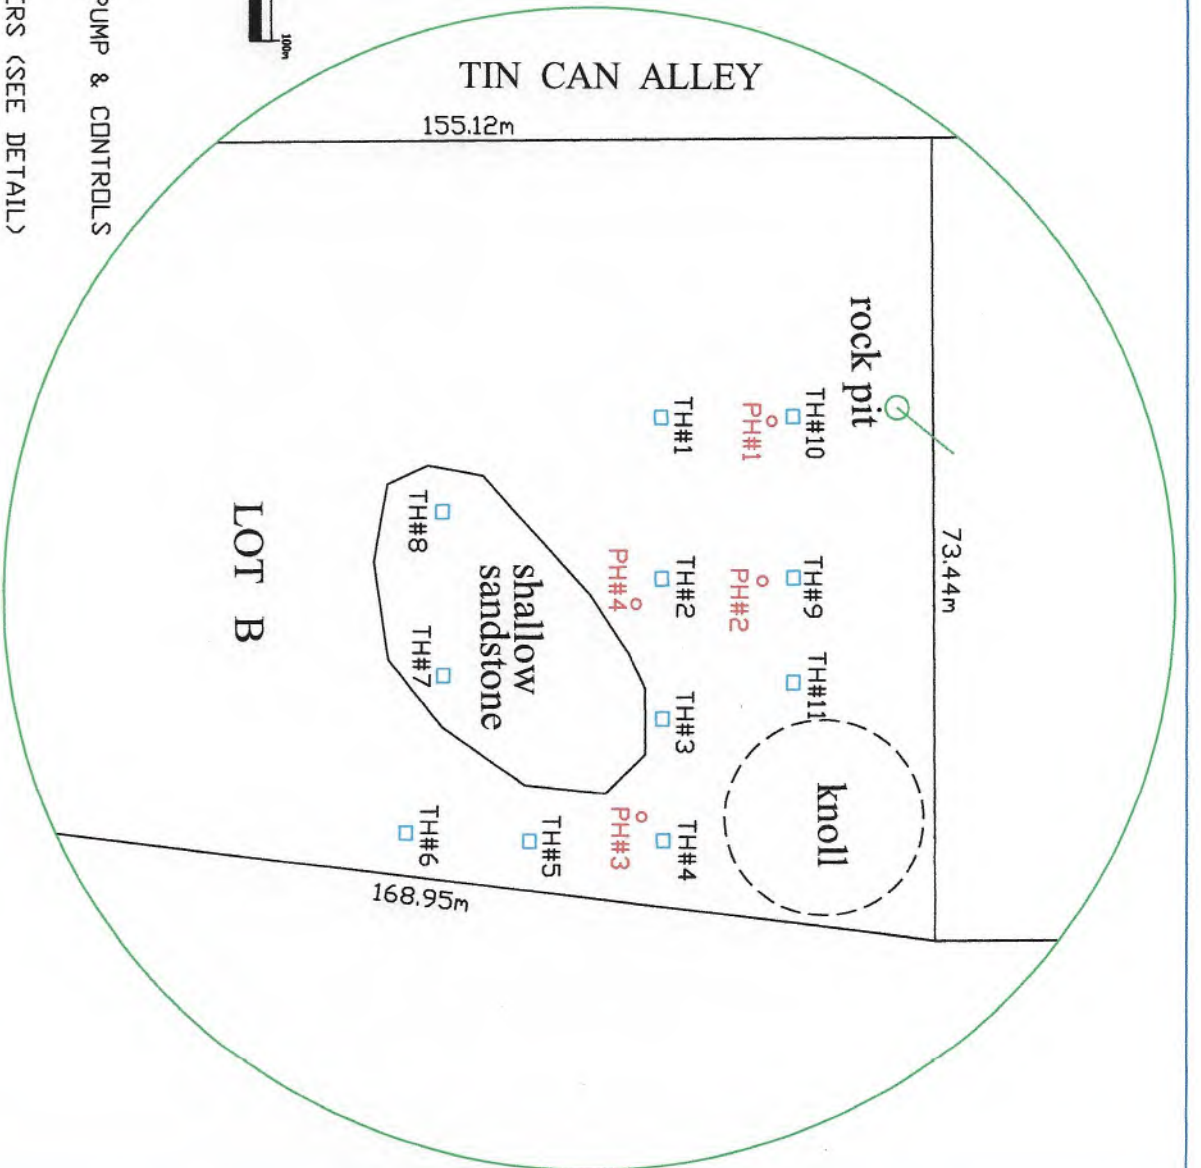 TIN CAN ALLEY
155.12m
100m
PUMP & CONTROLS
ERS (SEE DETAIL)
rock pit
73.44m
TH#10
PH#1
TH#1
TH#9
PH#2
TH#2
PH#4
TH#11
TH#3
knoll
TH#4
PH#3
TH#5
TH#6
168.95m
shallow
sandstone
TH#8
TH#7
LOT B